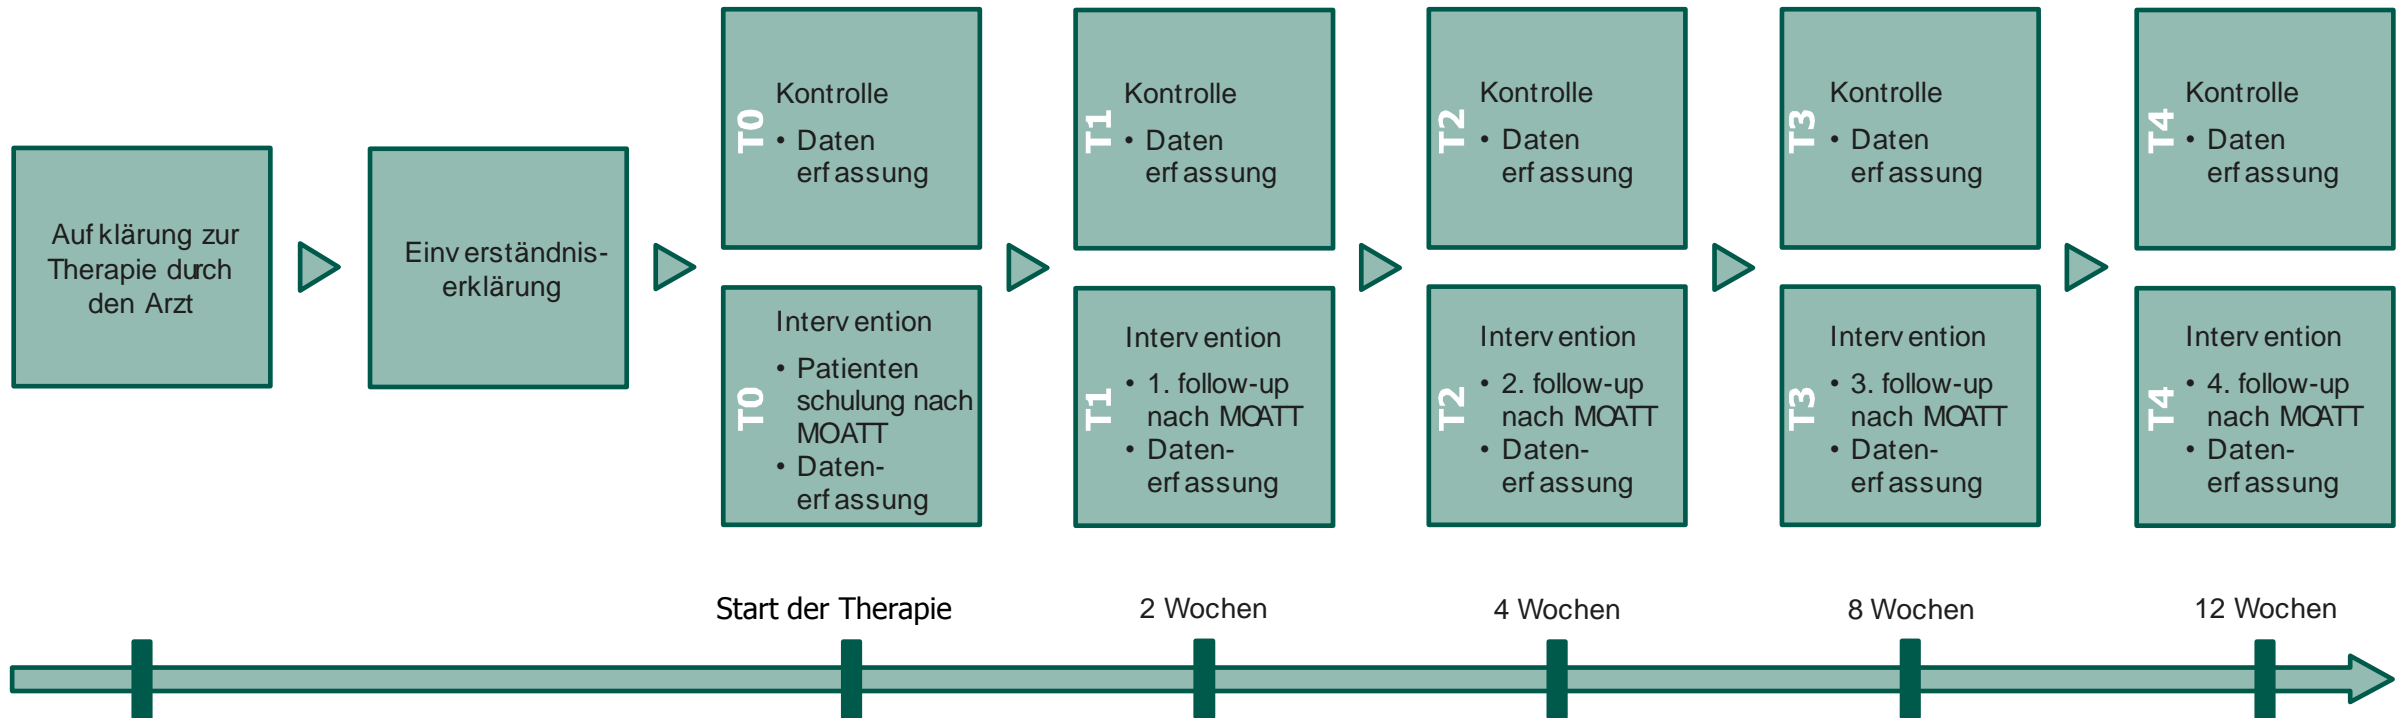 Aufklärung zur
Therapie durch
den Arzt
Einverständnis-
erklärung
T0
Kontrolle
• Daten
erfassung
T0
Intervention
• Patienten
schulung nach
MOATT
• Daten-
erfassung
T1
Kontrolle
• Daten
erfassung
T1
Intervention
• 1. follow-up
nach MOATT
• Daten-
erfassung
T2
Kontrolle
• Daten
erfassung
T2
Intervention
• 2. follow-up
nach MOATT
• Daten-
erfassung
T3
Kontrolle
• Daten
erfassung
T3
Intervention
• 3. follow-up
nach MOATT
• Daten-
erfassung
T4
Kontrolle
• Daten
erfassung
T4
Intervention
• 4. follow-up
nach MOATT
• Daten-
erfassung
Start der Therapie
2 Wochen
4 Wochen
8 Wochen
12 Wochen